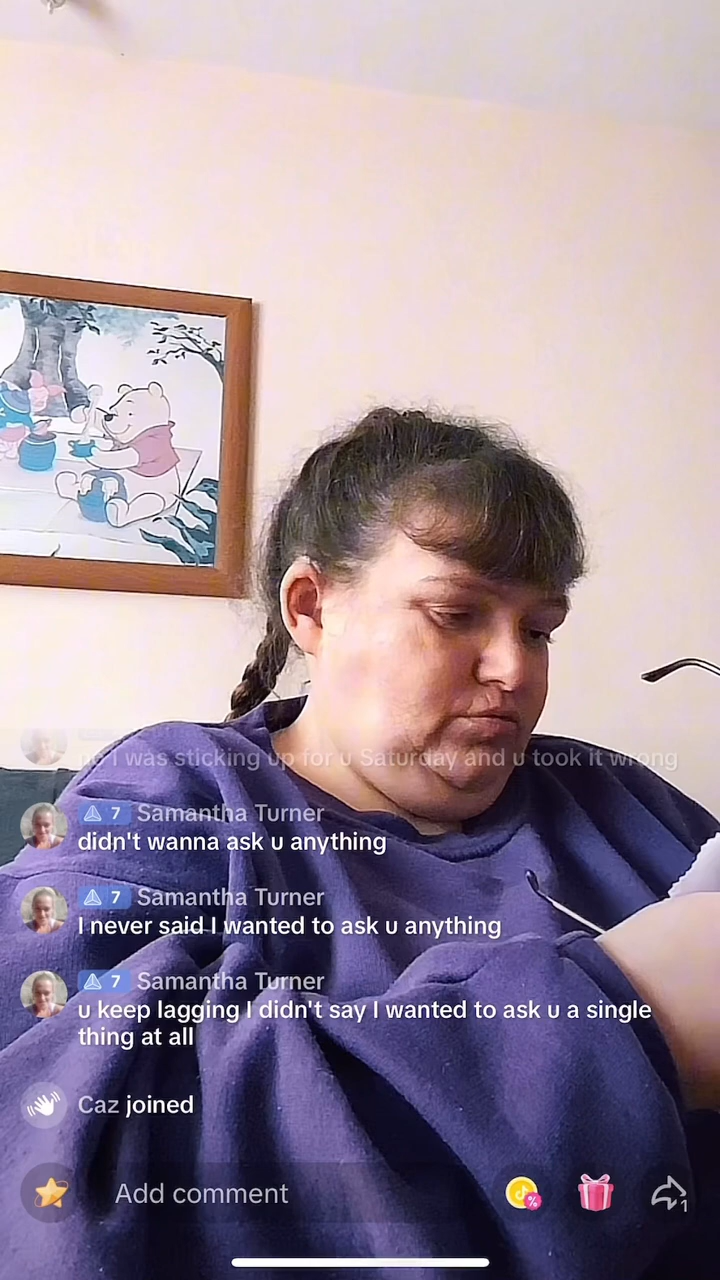 no i was sticking up for u Saturday and u took it wrong
7 Samantha Turner
didn't wanna ask u anything
7 Samantha Turner
I never said I wanted to ask u anything
7 Samantha Turner
u keep lagging I didn't say I wanted to ask u a single
thing at all
Caz joined
Add comment
1